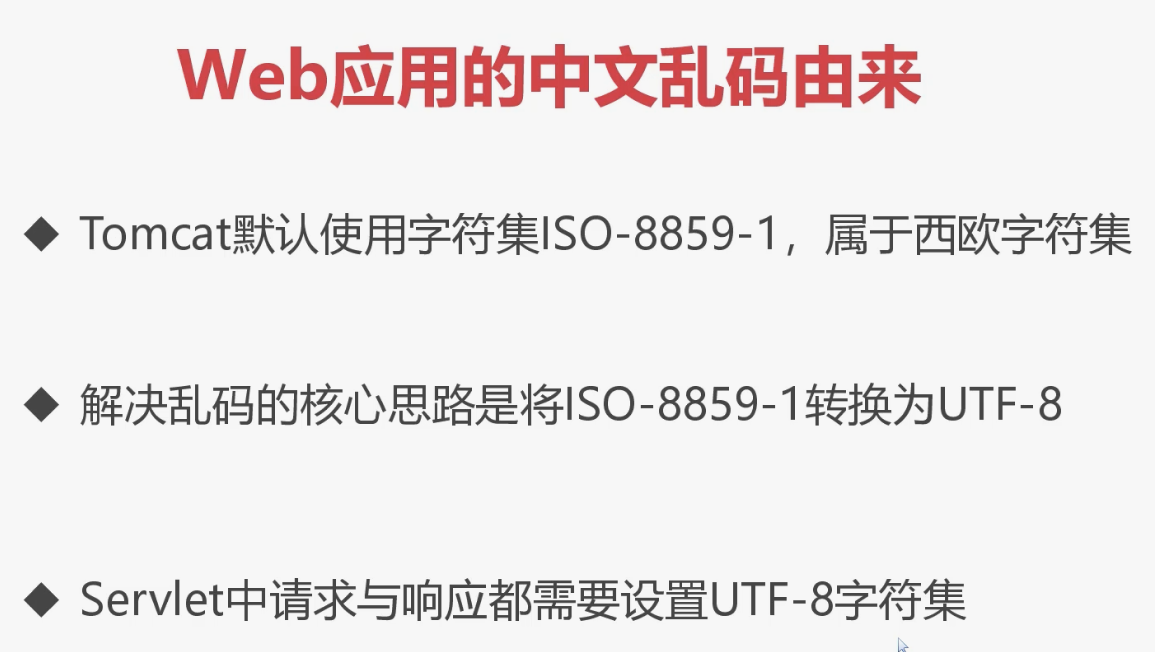 Web应用的中文乱码由来
◆ Tomcat默认使用字符集ISO-8859-1，属于西欧字符集
◆ 解决乱码的核心思路是将ISO-8859-1转换为UTF-8
◆ Servlet中请求与响应都需要设置UTF-8字符集